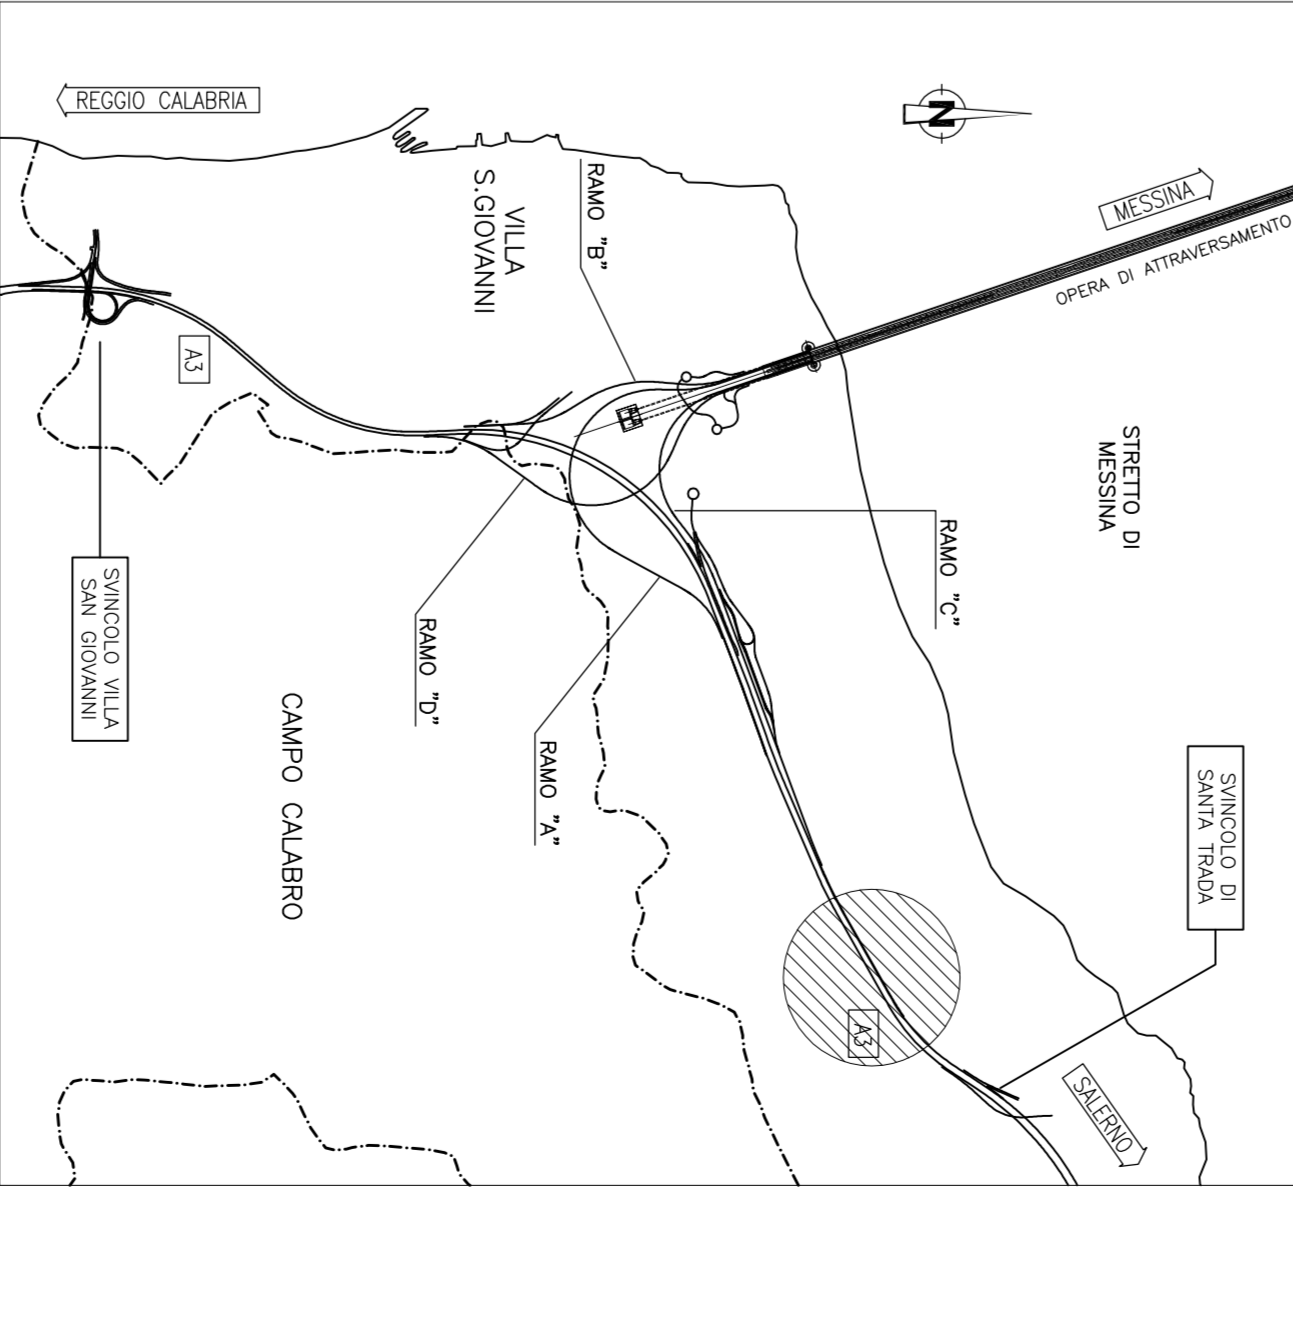 REGGIO CALABRIA
N
MESSINA
OPERA DI ATTRAVERSAMENTO
VILLA
S.GIOVANNI
RAMO "B"
A3
STRETTO DI
MESSINA
RAMO "C"
SVINCOLO VILLA
SAN GIOVANNI
RAMO "D"
RAMO "A"
CAMPO CALABRO
SVINCOLO DI
SANTA TRADA
A3
SALERNO